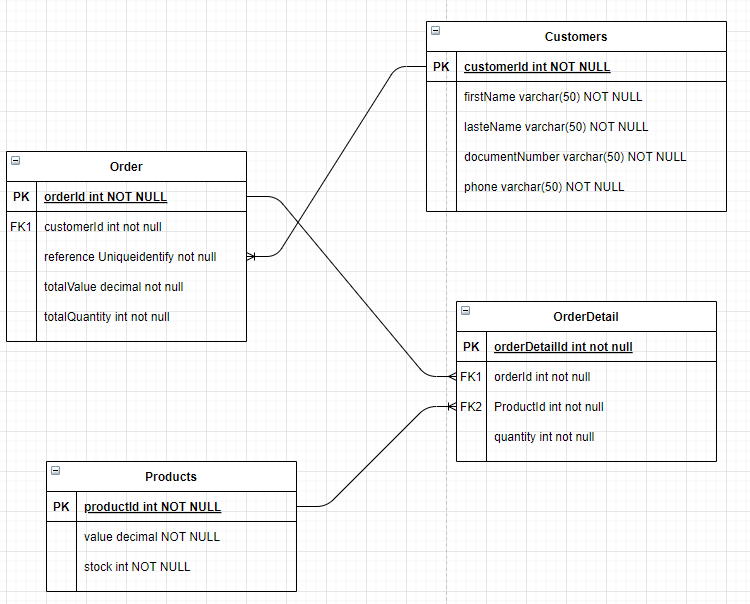 Customers
PK customerId int NOT NULL
firstName varchar(50) NOT NULL
lasteName varchar(50) NOT NULL
documentNumber varchar(50) NOT NULL
phone varchar(50) NOT NULL
Order
PK orderId int NOT NULL
FK1 customerId int not null
reference Uniqueidentify not null
totalValue decimal not null
totalQuantity int not null
OrderDetail
PK orderDetailId int not null
FK1 orderId int not null
FK2 ProductId int not null
quantity int not null
Products
PK productId int NOT NULL
value decimal NOT NULL
stock int NOT NULL